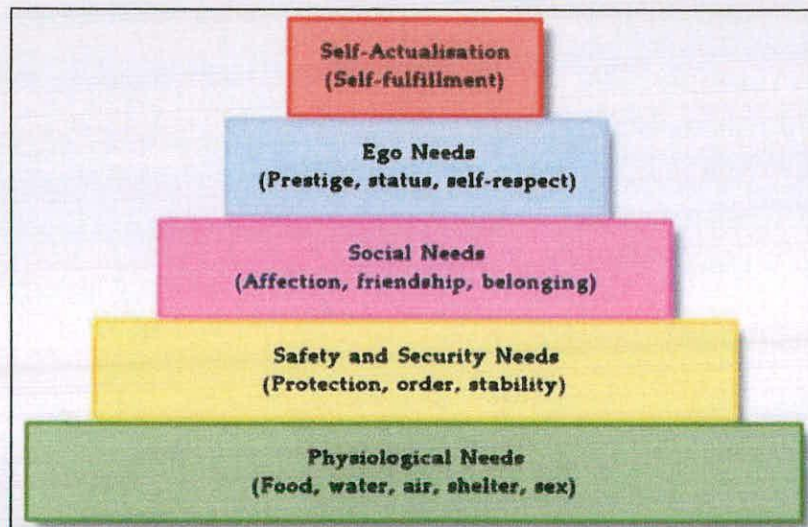 Self-Actualisation
(Self-fulfillment)
Ego Needs
(Prestige, status, self-respect)
Social Needs
(Affection, friendship, belonging)
Safety and Security Needs
(Protection, order, stability)
Physiological Needs
(Food, water, air, shelter, sex)